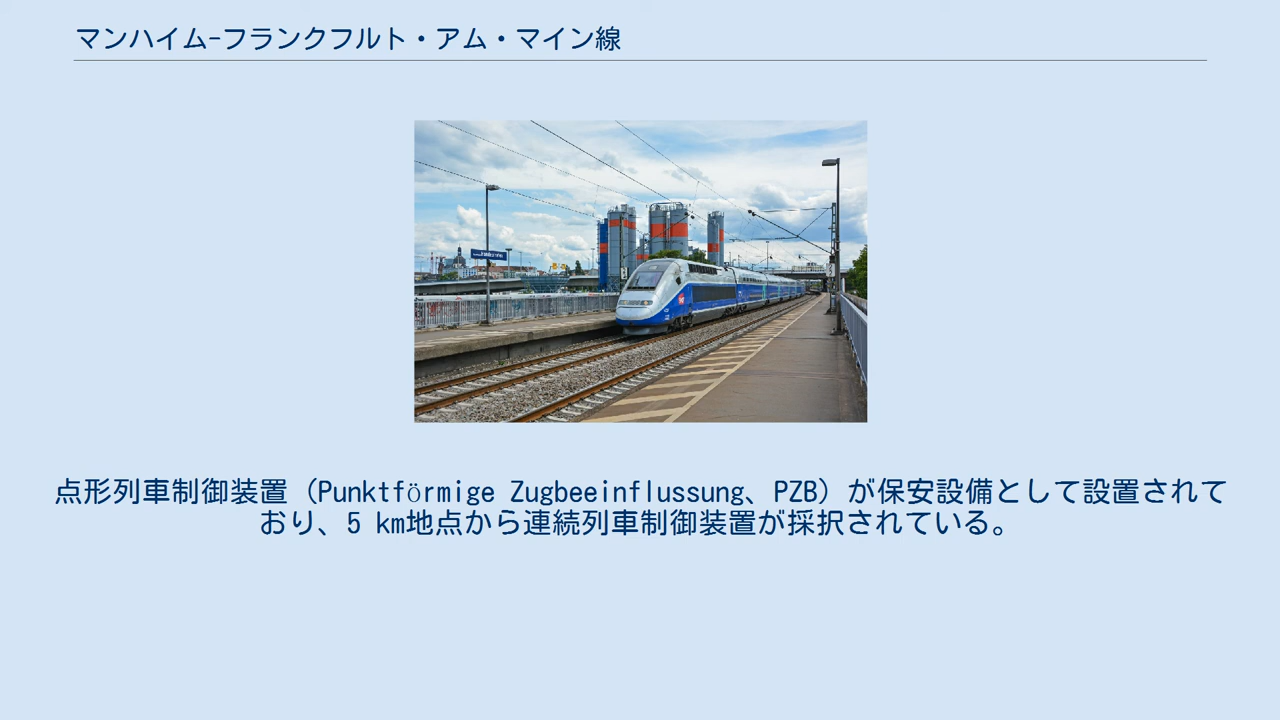 マンハイム-フランクフルト・アム・マイン線
点形列車制御装置（Punktförmige Zugbeeinflussung、PZB）が保安設備として設置されて
おり、5 km地点から連続列車制御装置が採択されている。